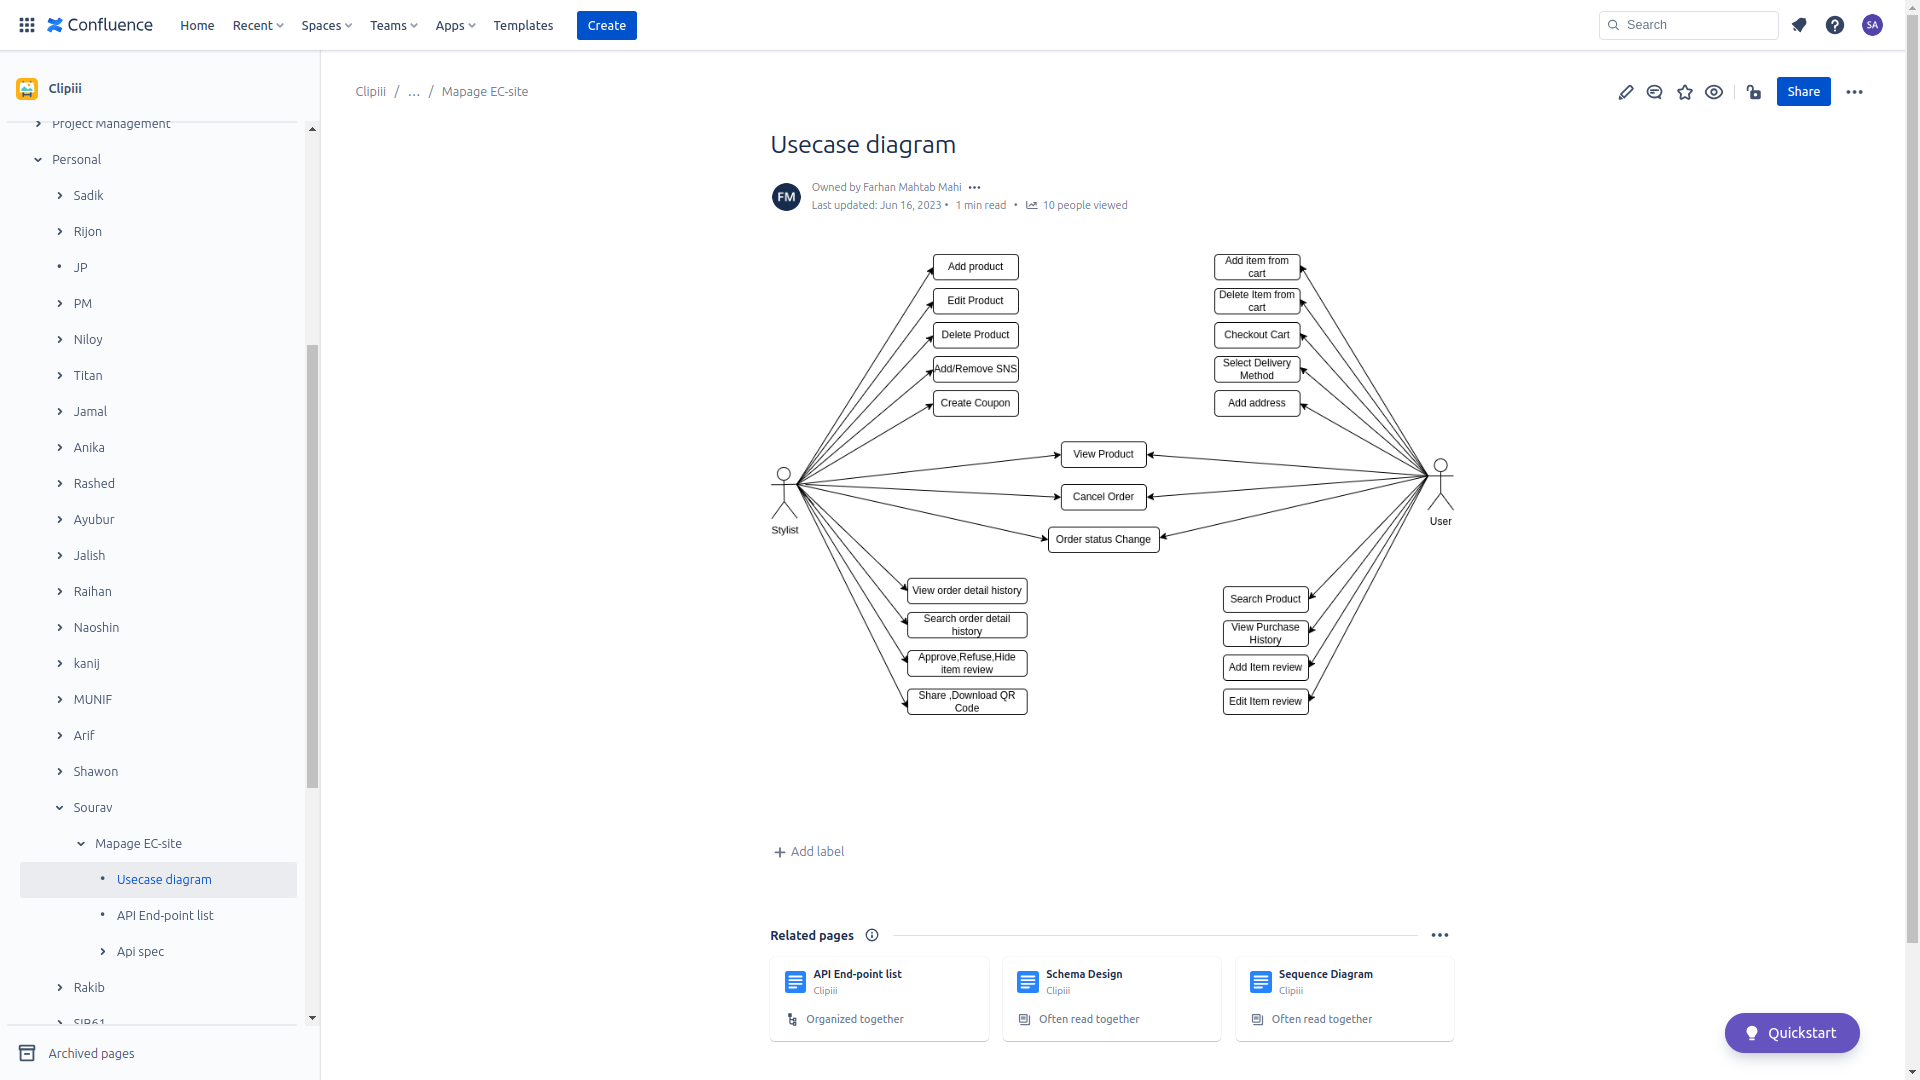 Confluence
Home
Recent
Spaces
Teams
Apps
Templates
Create
Search
SA
Clipiii
Project Management
Personal
Sadik
Rijon
JP
PM
Niloy
Titan
Jamal
Anika
Rashed
Ayubur
Jalish
Raihan
Naoshin
kanij
MUNIF
Arif
Shawon
Sourav
Mapage EC-site
Usecase diagram
API End-point list
Api spec
Rakib
SIB61
Archived pages
Clipiii / ... / Mapage EC-site
Share
Usecase diagram
FM
Owned by Farhan Mahtab Mahi
Last updated: Jun 16, 2023 • 1 min read • 10 people viewed
Add product
Edit Product
Delete Product
Add/Remove SNS
Create Coupon
Add item from
cart
Delete Item from
cart
Checkout Cart
Select Delivery
Method
Add address
View Product
Cancel Order
Order status Change
Stylist
User
View order detail history
Search order detail
history
Approve,Refuse,Hide
item review
Share ,Download QR
Code
Search Product
View Purchase
History
Add Item review
Edit Item review
Add label
Related pages
API End-point list
Clipiii
Organized together
Schema Design
Clipiii
Often read together
Sequence Diagram
Clipiii
Often read together
Quickstart